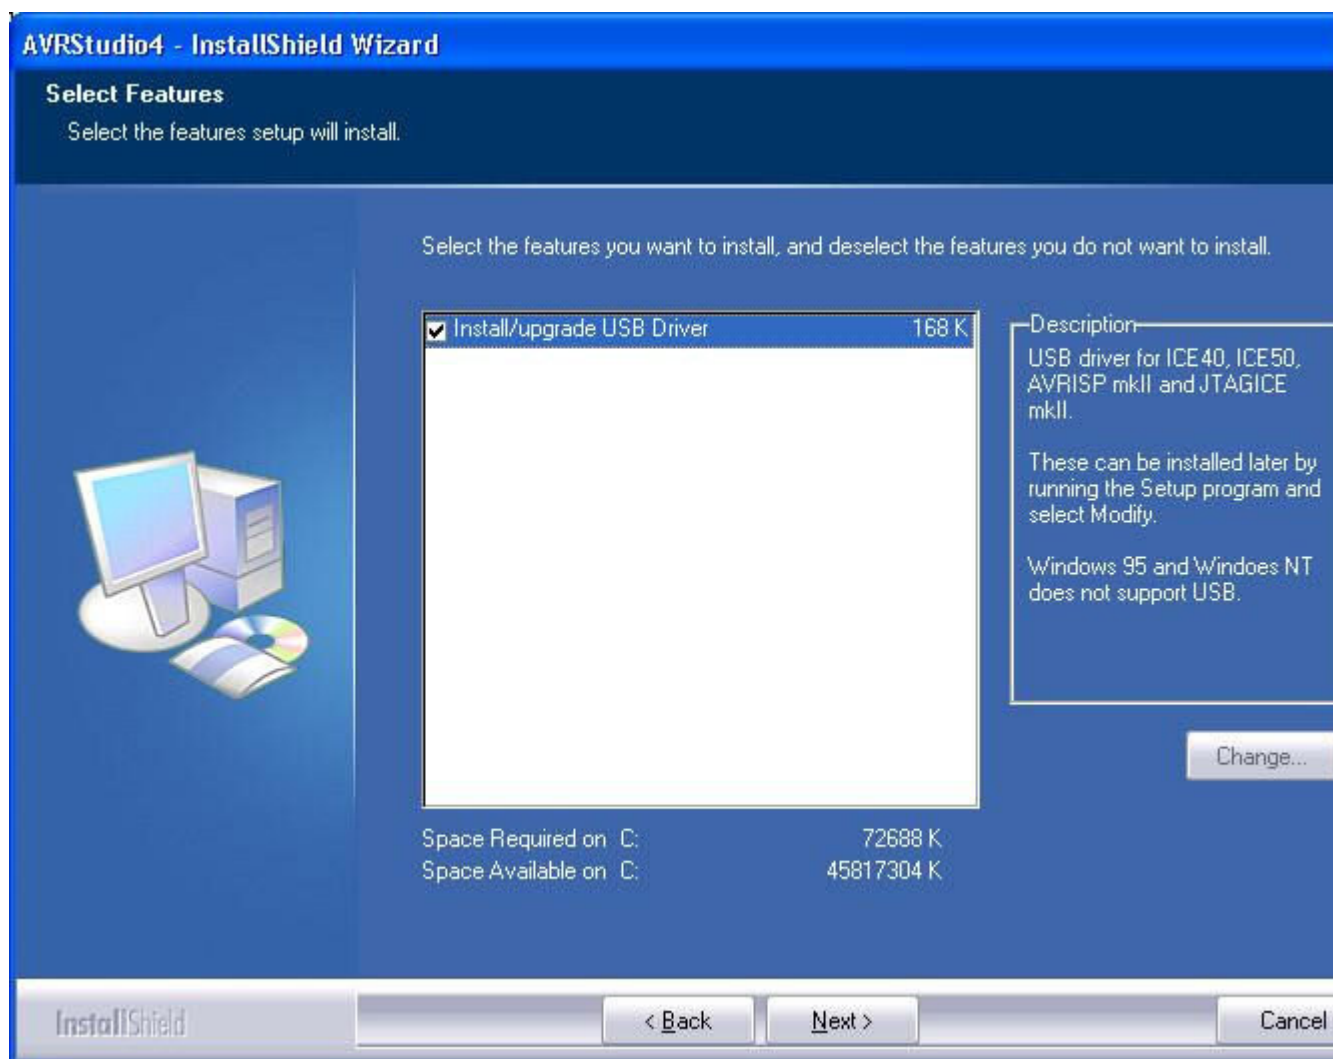 AVRStudio4 - InstallShield Wizard
Select Features
Select the features setup will install.
Select the features you want to install, and deselect the features you do not want to install.
Install/upgrade USB Driver 168 K
Description
USB driver for ICE40, ICE50,
AVRISP mkII and JTAGICE
mkII.
These can be installed later by
running the Setup program and
select Modify.
Windows 95 and Windoes NT
does not support USB.
Change...
Space Required on C: 72688 K
Space Available on C: 45817304 K
InstallShield
< Back
Next >
Cancel